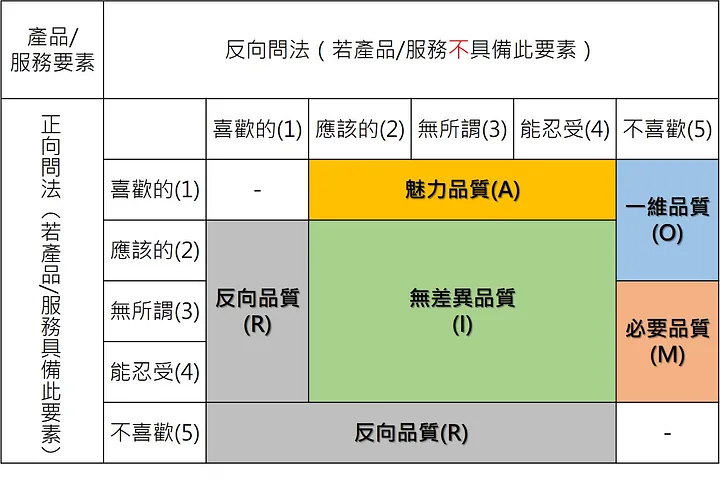 產品/
服務要素
反向問法（若產品/服務不具備此要素）
正向問法（若產品/服務具備此要素）
喜歡的(1)
應該的(2)
無所謂(3)
能忍受(4)
不喜歡(5)
喜歡的(1)
-
魅力品質(A)
一維品質
(O)
應該的(2)
反向品質
(R)
無差異品質
(I)
無所謂(3)
必要品質
(M)
能忍受(4)
不喜歡(5)
反向品質(R)
-